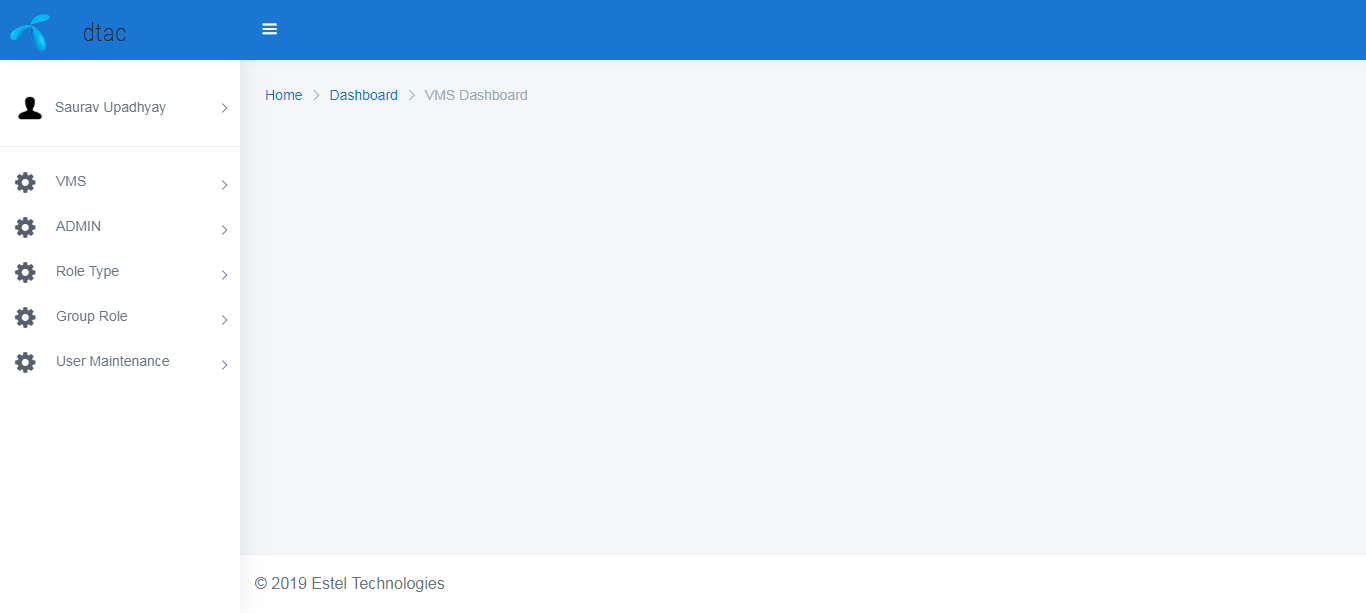 dtac
Saurav Upadhyay
VMS
ADMIN
Role Type
Group Role
User Maintenance
Home > Dashboard > VMS Dashboard
© 2019 Estel Technologies